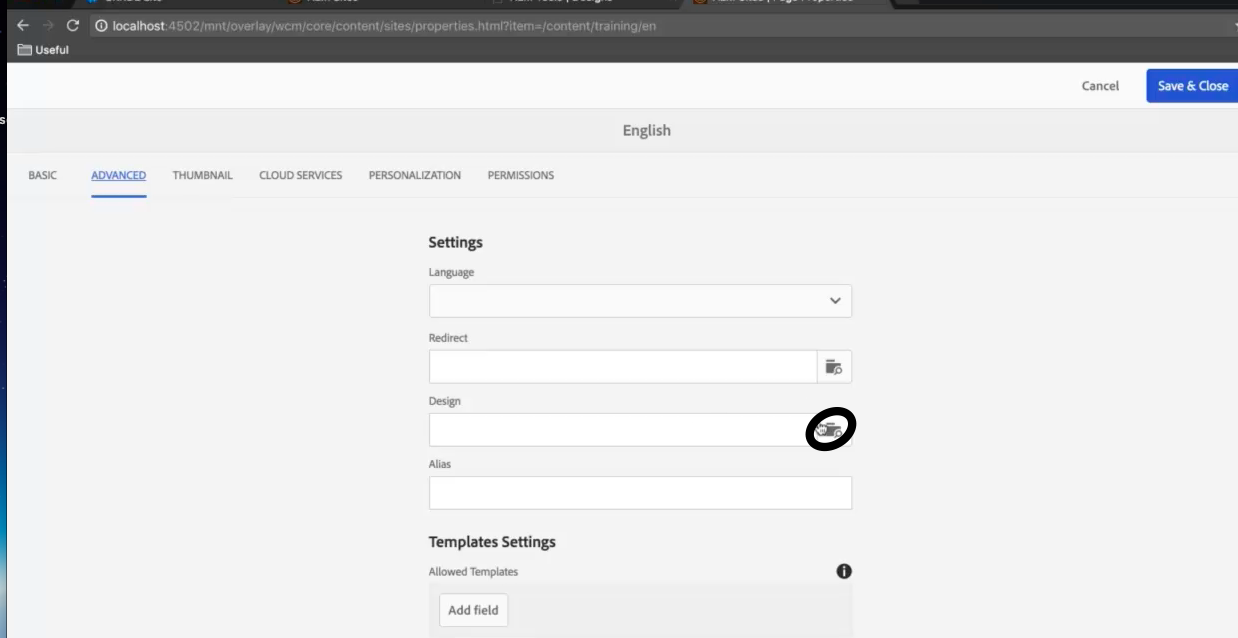 localhost:4502/mnt/overlay/wcm/core/content/sites/properties.html?item=/content/training/en
Useful
Cancel
Save & Close
English
BASIC
ADVANCED
THUMBNAIL
CLOUD SERVICES
PERSONALIZATION
PERMISSIONS
Settings
Language
Redirect
Design
Alias
Templates Settings
Allowed Templates
Add field